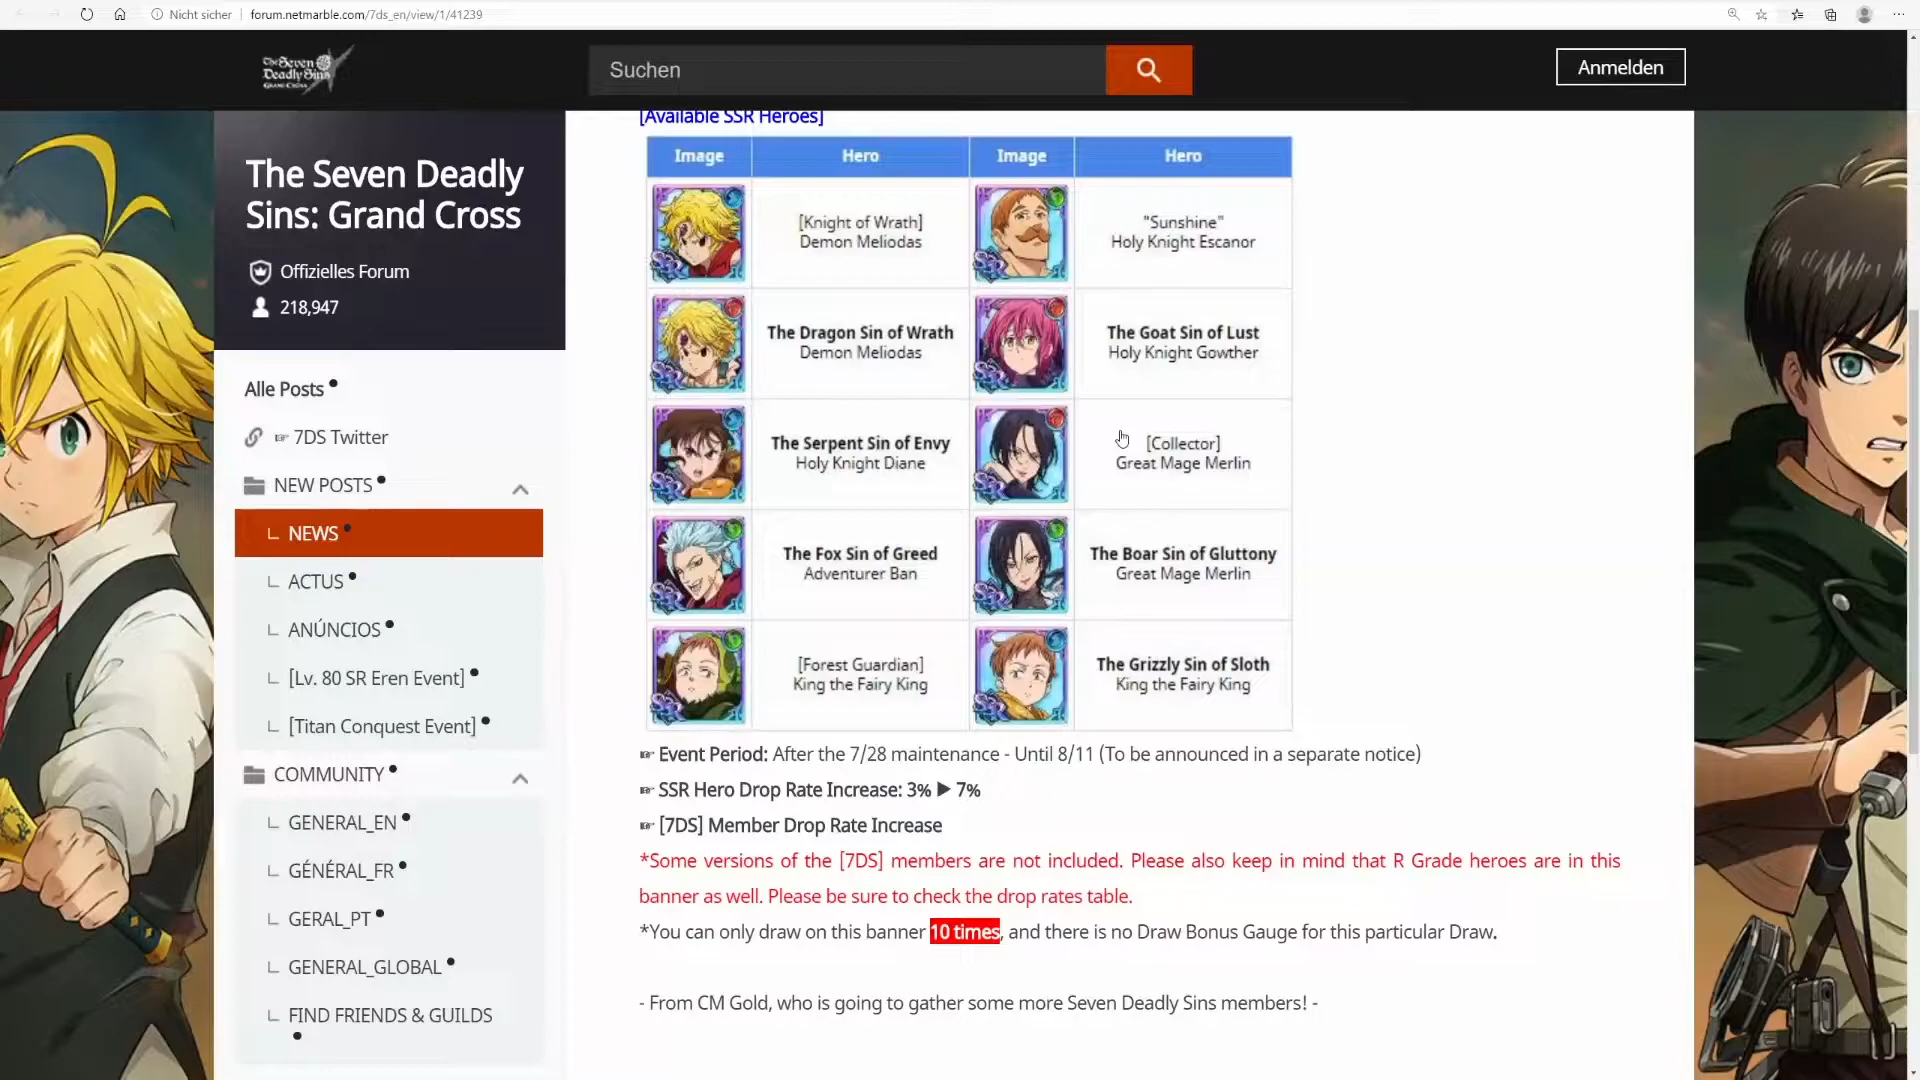 Nicht sicher
forum.netmarble.com/7ds_en/view/1/41239
The Seven
Deadly Sins
GRAND CROSS
Suchen
Anmelden
The Seven Deadly
Sins: Grand Cross
Offizielles Forum
218,947
Alle Posts
7DS Twitter
NEW POSTS
NEWS
ACTUS
ANÚNCIOS
[Lv. 80 SR Eren Event]
[Titan Conquest Event]
COMMUNITY
GENERAL_EN
GÉNÉRAL_FR
GERAL_PT
GENERAL_GLOBAL
FIND FRIENDS & GUILDS
[Available SSR Heroes]
Image Hero Image Hero
[Knight of Wrath]
Demon Meliodas
"Sunshine"
Holy Knight Escanor
The Dragon Sin of Wrath
Demon Meliodas
The Goat Sin of Lust
Holy Knight Gowther
The Serpent Sin of Envy
Holy Knight Diane
[Collector]
Great Mage Merlin
The Fox Sin of Greed
Adventurer Ban
The Boar Sin of Gluttony
Great Mage Merlin
[Forest Guardian]
King the Fairy King
The Grizzly Sin of Sloth
King the Fairy King
☞ Event Period: After the 7/28 maintenance - Until 8/11 (To be announced in a separate notice)
☞ SSR Hero Drop Rate Increase: 3% ▶ 7%
☞ [7DS] Member Drop Rate Increase
*Some versions of the [7DS] members are not included. Please also keep in mind that R Grade heroes are in this
banner as well. Please be sure to check the drop rates table.
*You can only draw on this banner 10 times, and there is no Draw Bonus Gauge for this particular Draw.
- From CM Gold, who is going to gather some more Seven Deadly Sins members! -